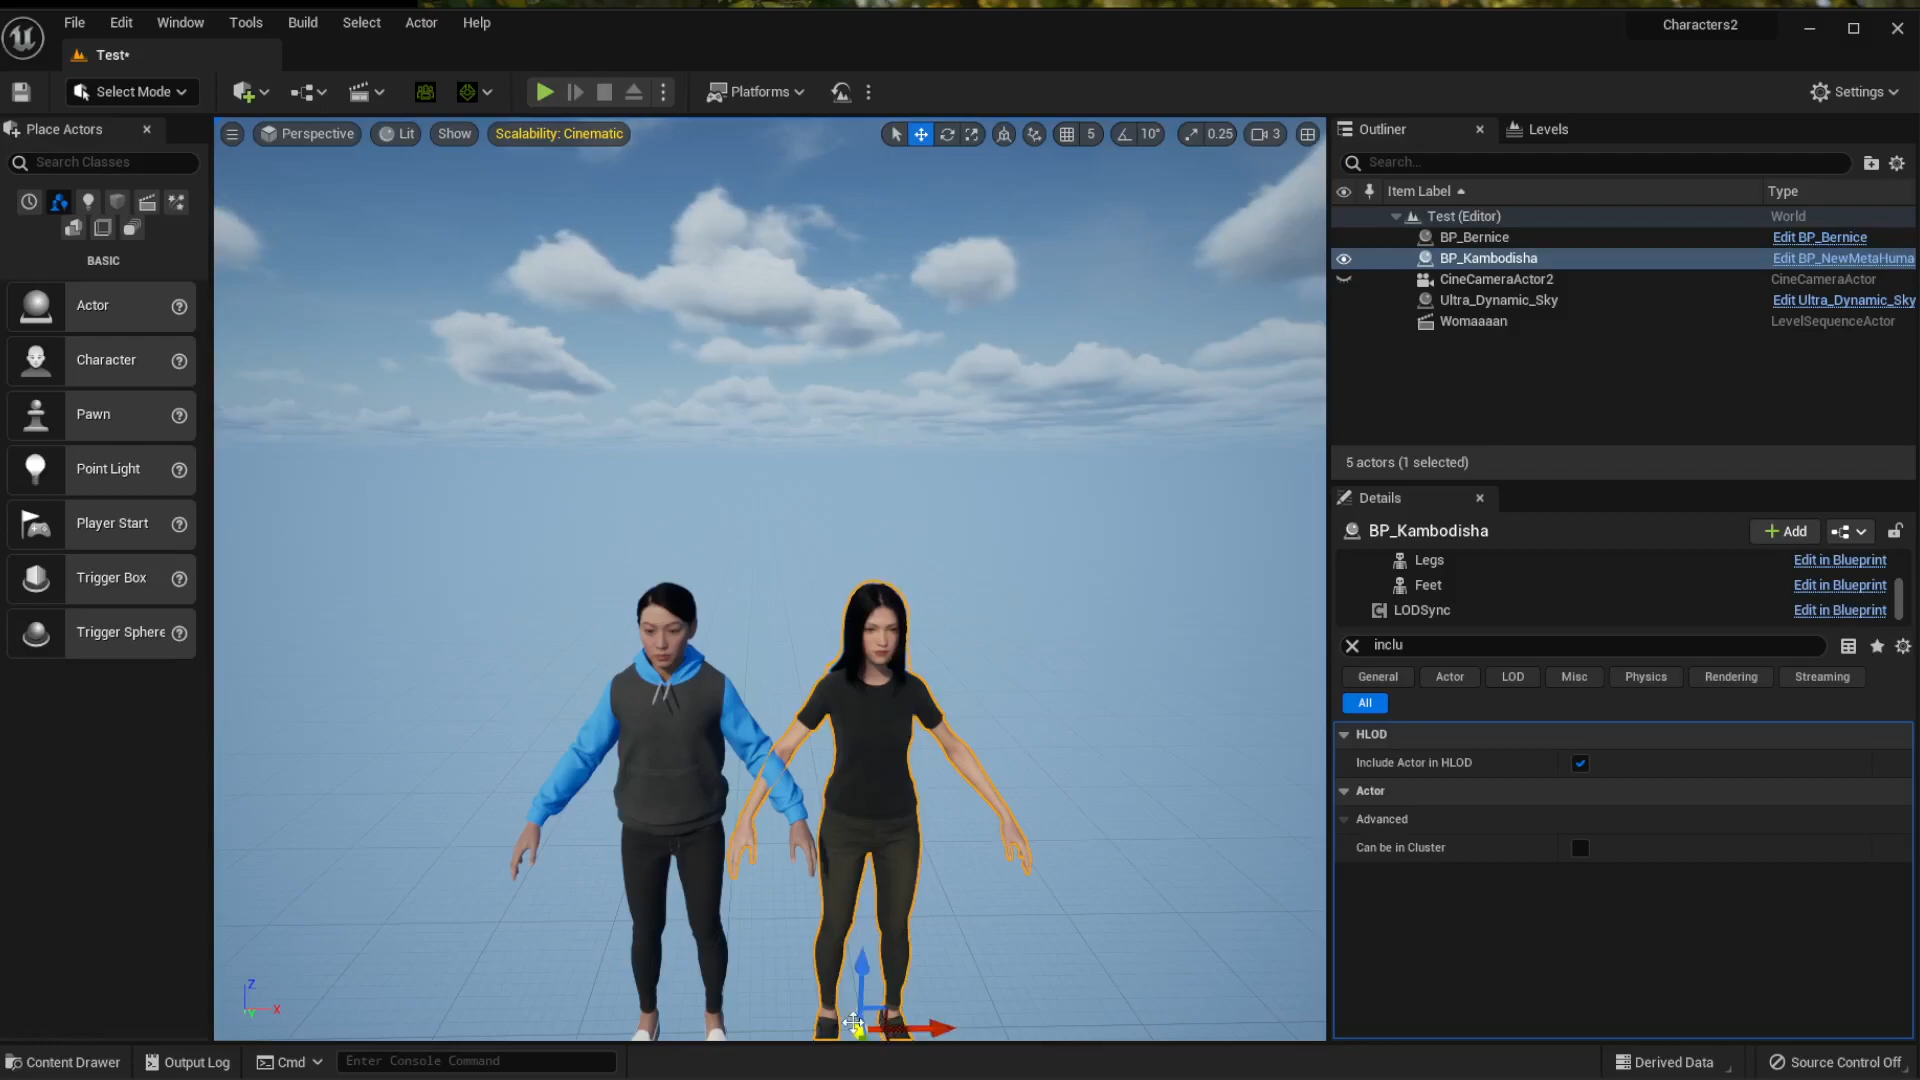 File Edit Window Tools Build Select Actor Help
Characters2
Test*
Select Mode
Platforms
Settings
Place Actors
Search Classes
BASIC
Actor
Character
Pawn
Point Light
Player Start
Trigger Box
Trigger Sphere
Perspective Lit Show Scalability: Cinematic
5 10° 0.25 3
Z
X
Y
Outliner Levels
Search...
Item Label Type
Test (Editor) World
BP_Bernice Edit BP_Bernice
BP_Kambodisha Edit BP_NewMetaHuma
CineCameraActor2 CineCameraActor
Ultra_Dynamic_Sky Edit Ultra_Dynamic_Sky
Womaaaan LevelSequenceActor
5 actors (1 selected)
Details
BP_Kambodisha Add
Legs Edit in Blueprint
Feet Edit in Blueprint
LODSync Edit in Blueprint
inclu
General Actor LOD Misc Physics Rendering Streaming
All
HLOD
Include Actor in HLOD
Actor
Advanced
Can be in Cluster
Content Drawer Output Log Cmd Enter Console Command Derived Data Source Control Off